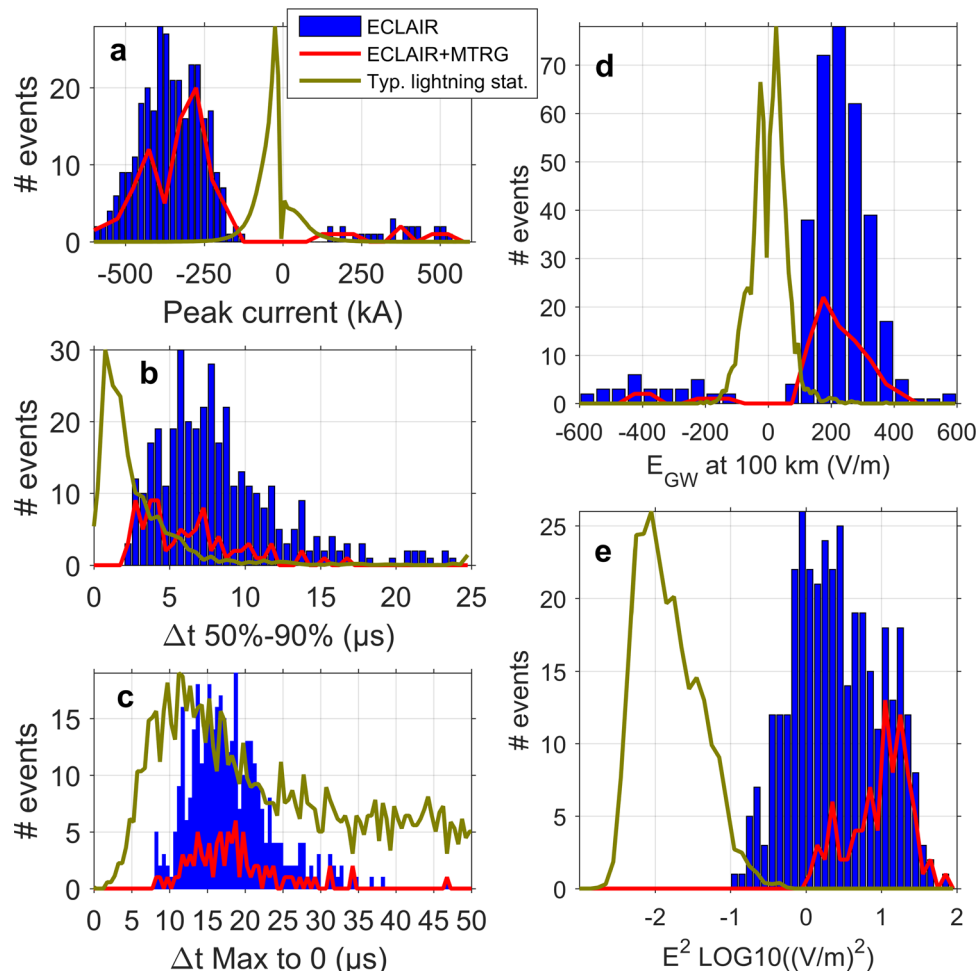 ECLAIR
ECLAIR+MTRG
Typ. lightning stat.
a
# events
20
10
0
-500 -250 0 250 500
Peak current (kA)
b
# events
30
20
10
0
0 5 10 15 20 25
Δt 50%-90% (µs)
c
# events
15
10
5
0
0 5 10 15 20 25 30 35 40 45 50
Δt Max to 0 (µs)
d
# events
70
60
50
40
30
20
10
0
-600 -400 -200 0 200 400 600
E_GW at 100 km (V/m)
e
# events
25
20
15
10
5
0
-2 -1 0 1 2
E² LOG10((V/m)²)